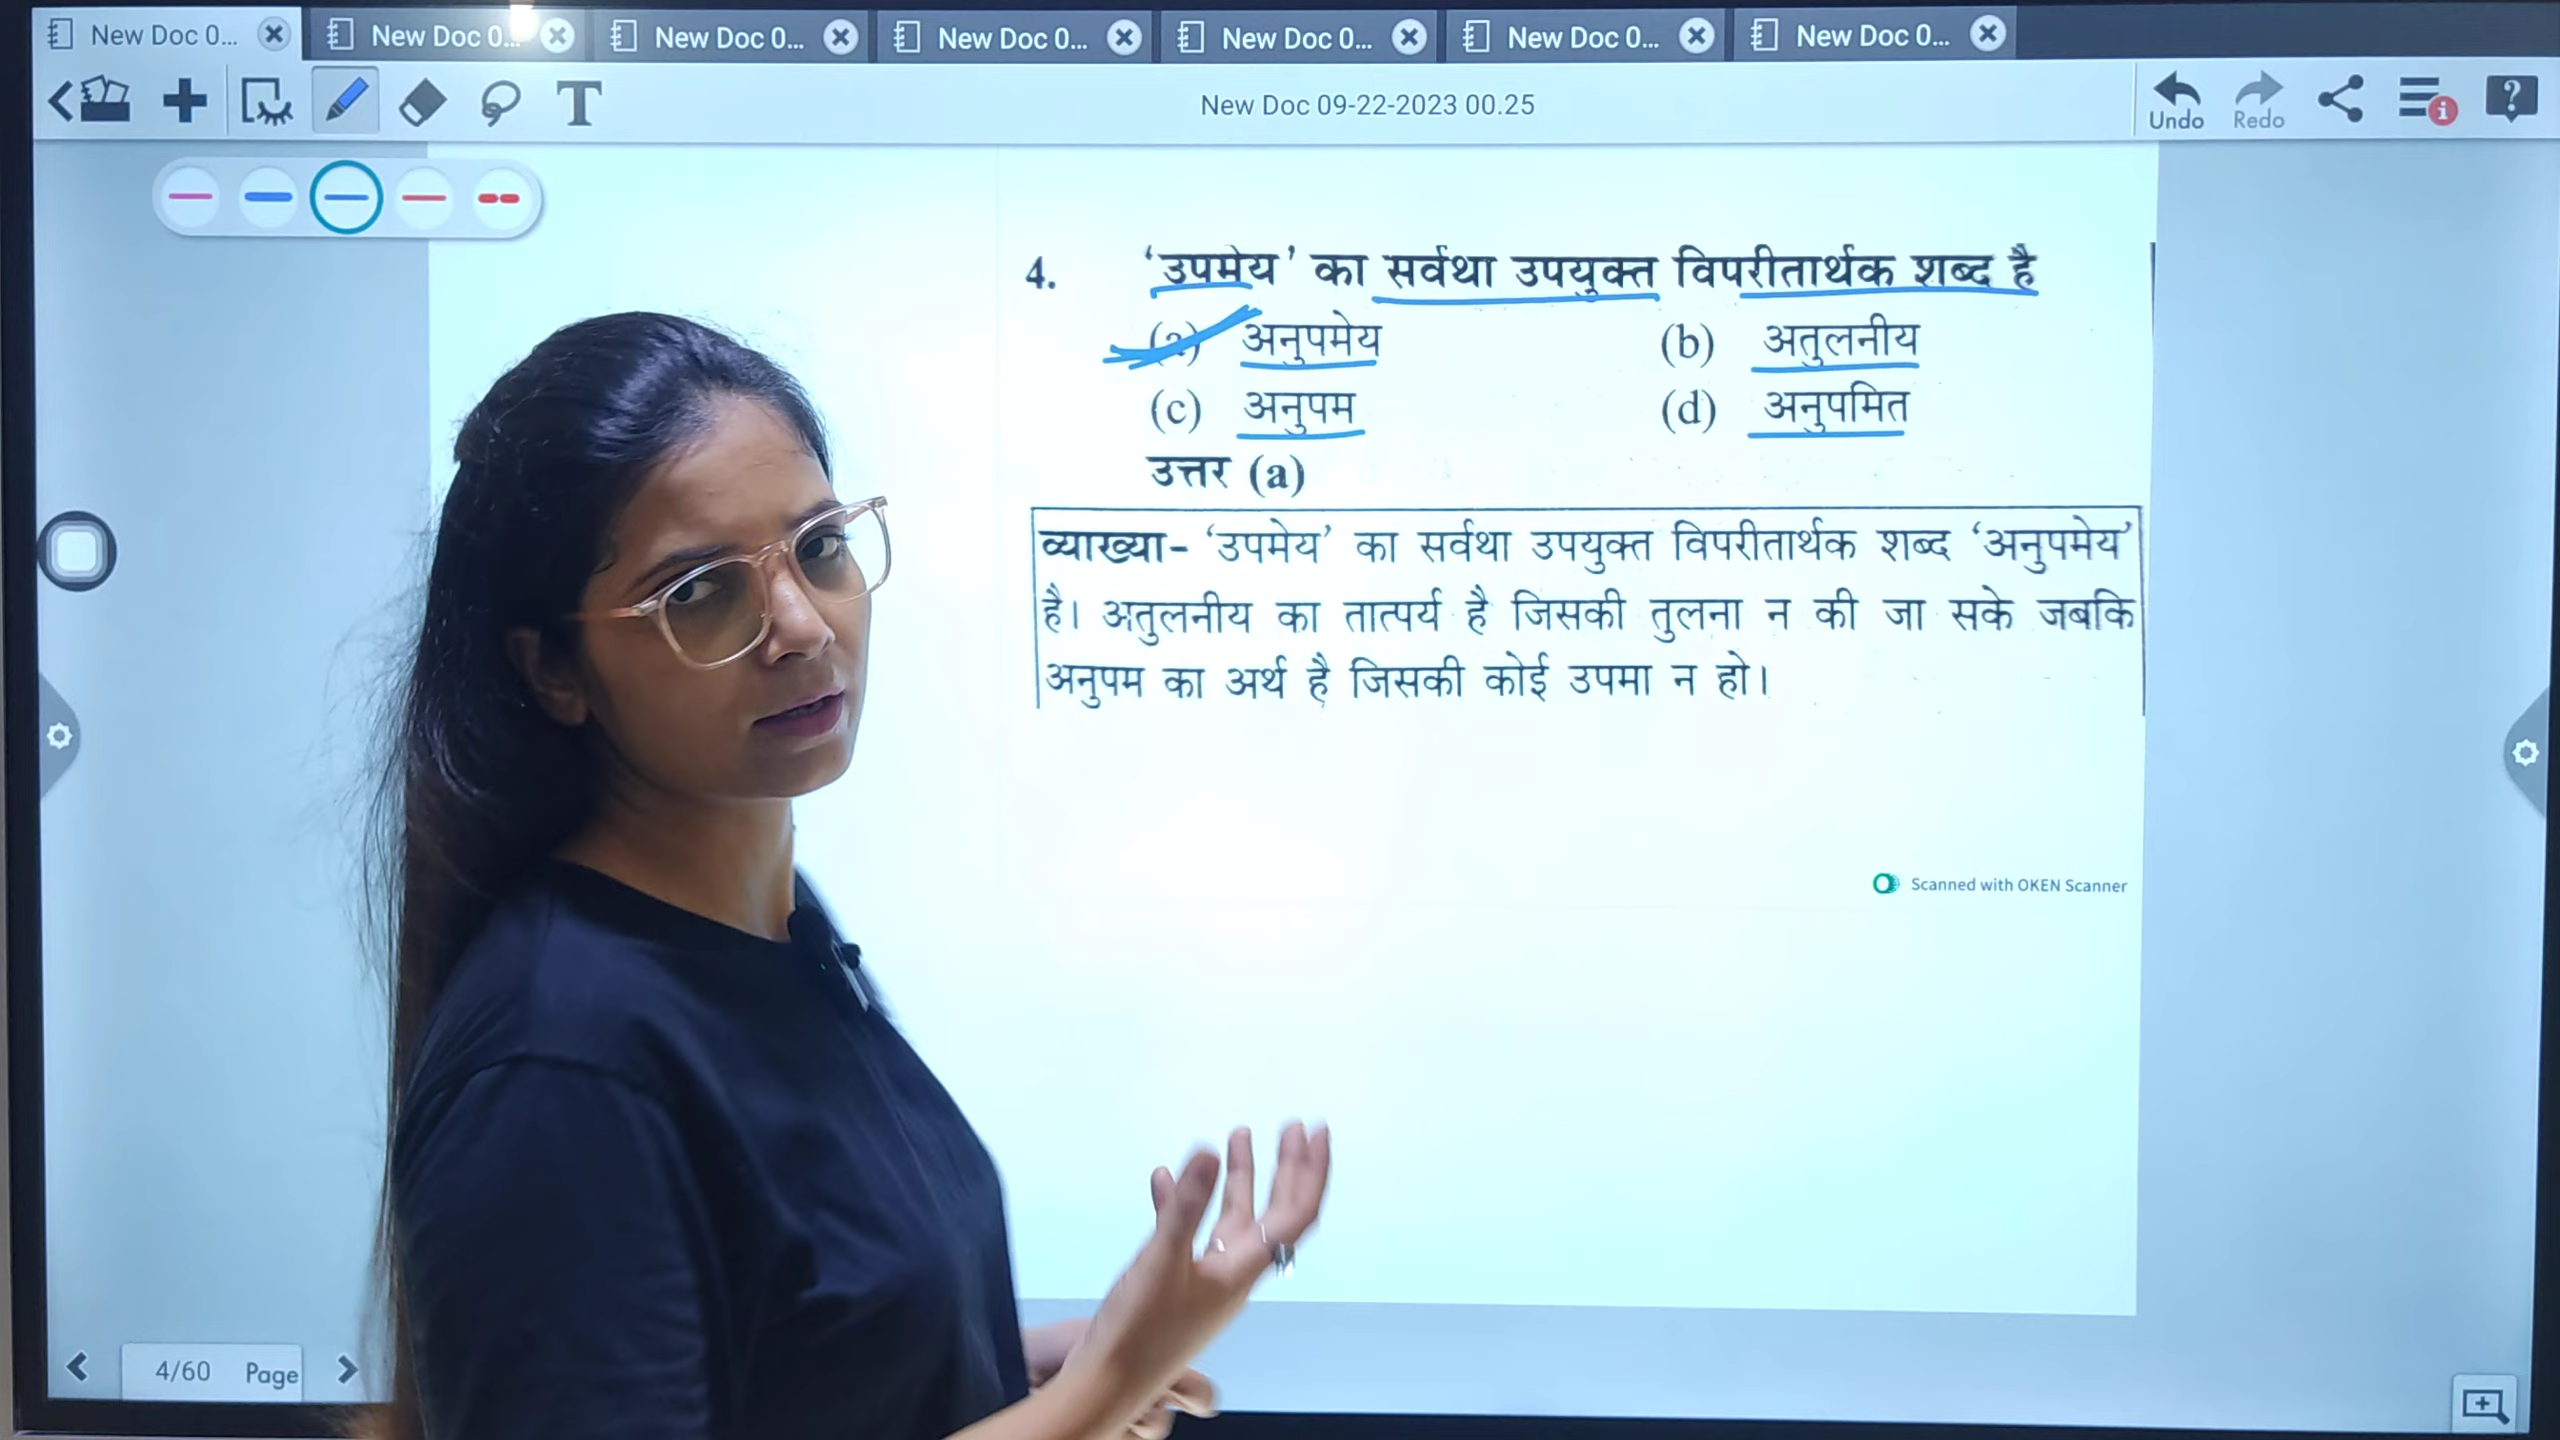 New Doc 0...
New Doc 0...
New Doc 0...
New Doc 0...
New Doc 0...
New Doc 0...
New Doc 0...
T
New Doc 09-22-2023 00.25
Undo
Redo
4. ‘उपमेय’ का सर्वथा उपयुक्त विपरीतार्थक शब्द है
(a) अनुपमेय (b) अतुलनीय
(c) अनुपम (d) अनुपमित
उत्तर (a)
व्याख्या- ‘उपमेय’ का सर्वथा उपयुक्त विपरीतार्थक शब्द ‘अनुपमेय’
है। अतुलनीय का तात्पर्य है जिसकी तुलना न की जा सके जबकि
अनुपम का अर्थ है जिसकी कोई उपमा न हो।
Scanned with OKEN Scanner
4/60 Page